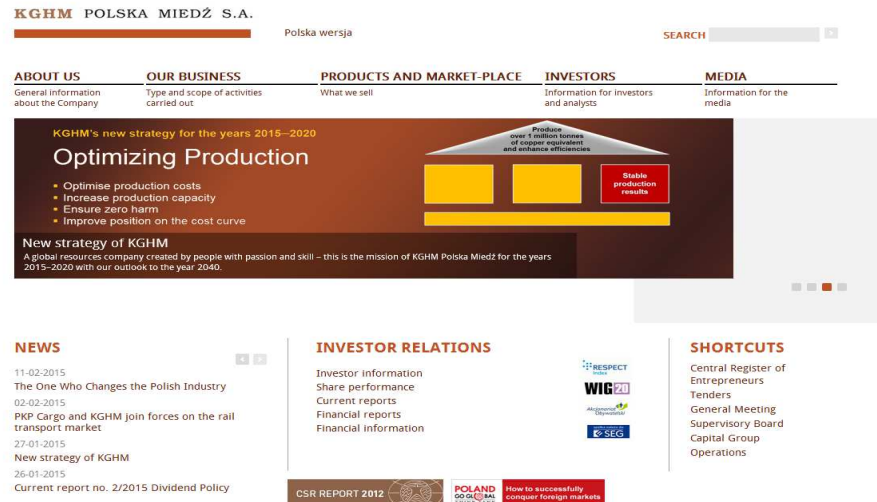 KGHM POLSKA MIEDŹ S.A.
Polska wersja
SEARCH
ABOUT US
General information
about the Company
OUR BUSINESS
Type and scope of activities
carried out
PRODUCTS AND MARKET-PLACE
What we sell
INVESTORS
Information for investors
and analysts
MEDIA
Information for the
media
KGHM's new strategy for the years 2015—2020
Optimizing Production
• Optimise production costs
• Increase production capacity
• Ensure zero harm
• Improve position on the cost curve
Produce
over 1 million tonnes
of copper equivalent
and enhance efficiencies
Stable
production
results
New strategy of KGHM
A global resources company created by people with passion and skill – this is the mission of KGHM Polska Miedź for the years
2015–2020 with our outlook to the year 2040.
NEWS
11-02-2015
The One Who Changes the Polish Industry
02-02-2015
PKP Cargo and KGHM join forces on the rail
transport market
27-01-2015
New strategy of KGHM
26-01-2015
Current report no. 2/2015 Dividend Policy
INVESTOR RELATIONS
Investor information
Share performance
Current reports
Financial reports
Financial information
RESPECT
Index
WIG20
Akcjonariat
Obywatelski
SEG
SHORTCUTS
Central Register of
Entrepreneurs
Tenders
General Meeting
Supervisory Board
Capital Group
Operations
CSR REPORT 2012
POLAND
GO GLOBAL
How to successfully
conquer foreign markets